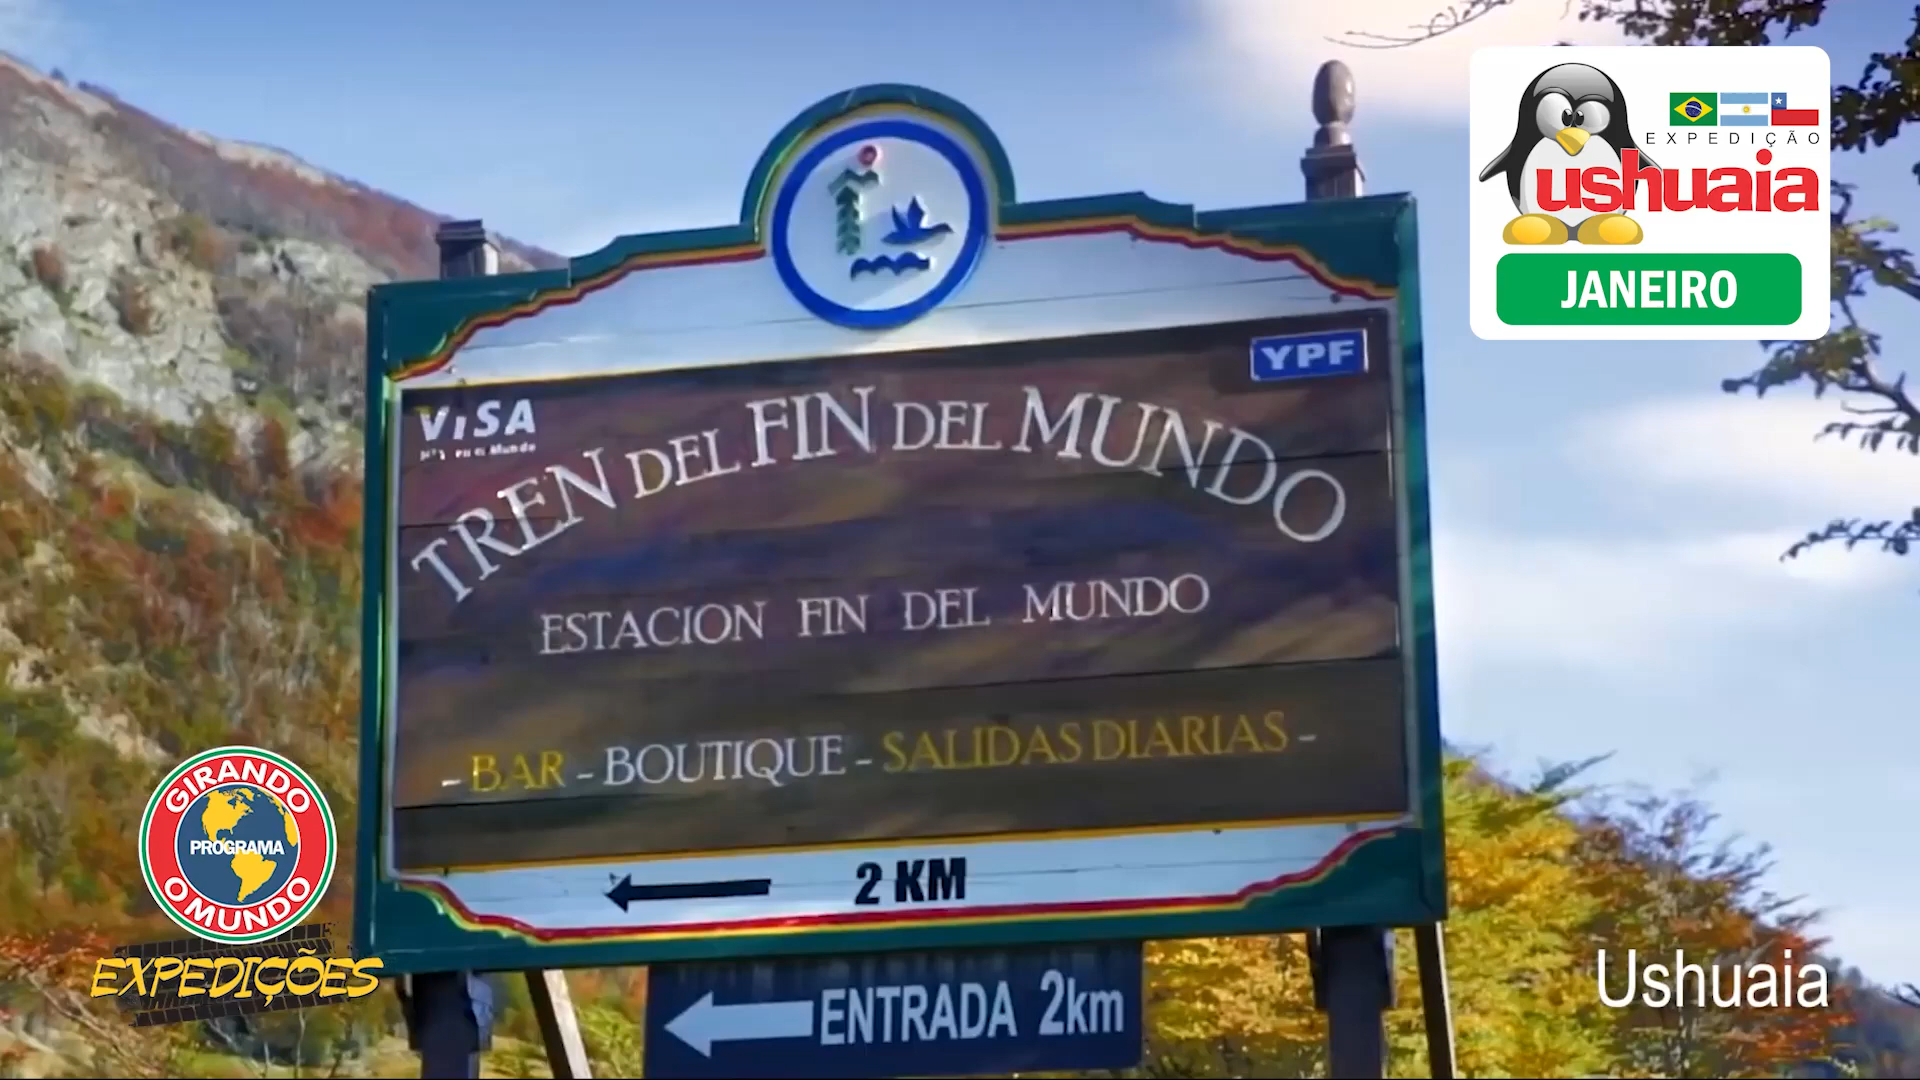 EXPEDIÇÃO
ushuaia
JANEIRO
YPF
VISA
TREN DEL FIN DEL MUNDO
ESTACION FIN DEL MUNDO
- BAR - BOUTIQUE - SALIDAS DIARIAS -
2 KM
ENTRADA 2km
GIRANDO
PROGRAMA
O MUNDO
EXPEDIÇÕES
Ushuaia